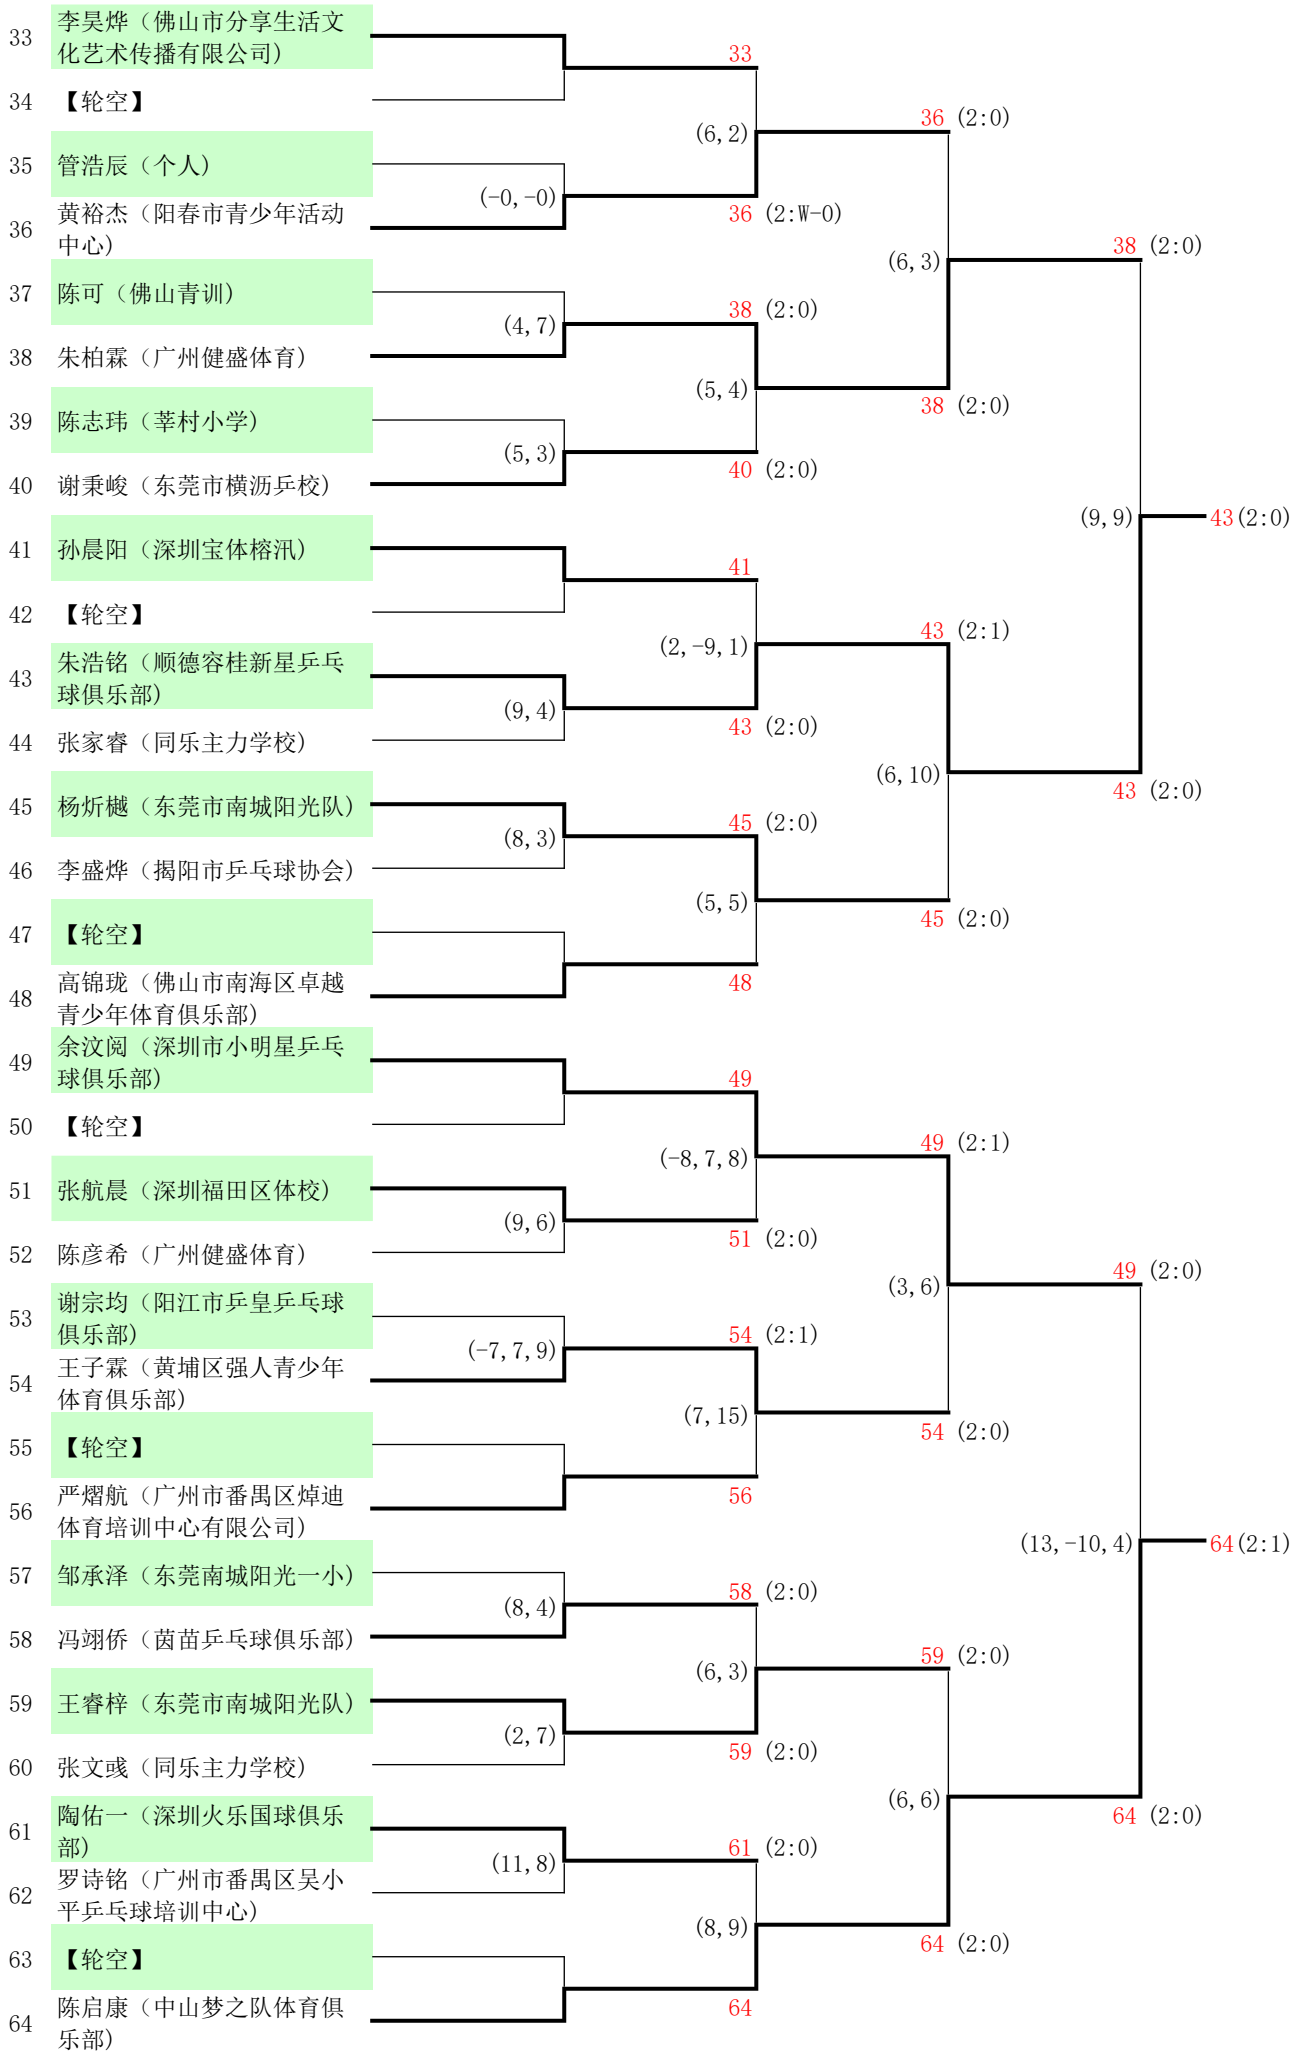 李昊烨（佛山市分享生活文
33
化艺术传播有限公司）
33
34 【轮空】
36 (2:0)
(6,2)
35 管浩辰（个人）
(-0,-0)
黄裕杰（阳春市青少年活动
36
中心）
36 (2:W-0)
38 (2:0)
(6,3)
37 陈可（佛山青训）
38 (2:0)
(4,7)
38 朱柏霖（广州健盛体育）
(5,4)
38 (2:0)
39 陈志玮（莘村小学）
(5,3)
40 (2:0)
40 谢秉峻（东莞市横沥乒校）
(9,9)
43(2:0)
41 孙晨阳（深圳宝体榕汛）
41
42 【轮空】
43 (2:1)
(2,-9,1)
朱浩铭（顺德容桂新星乒乓
43
球俱乐部）
(9,4)
43 (2:0)
44 张家睿（同乐主力学校）
(6,10)
43 (2:0)
45 杨炘樾（东莞市南城阳光队）
45 (2:0)
(8,3)
46 李盛烨（揭阳市乒乓球协会）
(5,5)
45 (2:0)
47 【轮空】
高锦珑（佛山市南海区卓越
48
48
青少年体育俱乐部）
余汶阅（深圳市小明星乒乓
49
球俱乐部）
49
50 【轮空】
49 (2:1)
(-8,7,8)
51 张航晨（深圳福田区体校）
(9,6)
51 (2:0)
52 陈彦希（广州健盛体育）
49 (2:0)
(3,6)
谢宗均（阳江市乒皇乒乓球
53
俱乐部）
54 (2:1)
(-7,7,9)
王子霖（黄埔区强人青少年
54
体育俱乐部）
(7,15)
54 (2:0)
55 【轮空】
严熠航（广州市番禺区焯迪
56
56
体育培训中心有限公司）
(13,-10,4)
64(2:1)
57 邹承泽（东莞南城阳光一小）
58 (2:0)
(8,4)
58 冯翊侨（茵苗乒乓球俱乐部）
59 (2:0)
(6,3)
59 王睿梓（东莞市南城阳光队）
(2,7)
59 (2:0)
60 张文彧（同乐主力学校）
(6,6)
64 (2:0)
陶佑一（深圳火乐国球俱乐
61
部）
61 (2:0)
(11,8)
罗诗铭（广州市番禺区吴小
62
平乒乓球培训中心）
(8,9)
64 (2:0)
63 【轮空】
陈启康（中山梦之队体育俱
64
64
乐部）